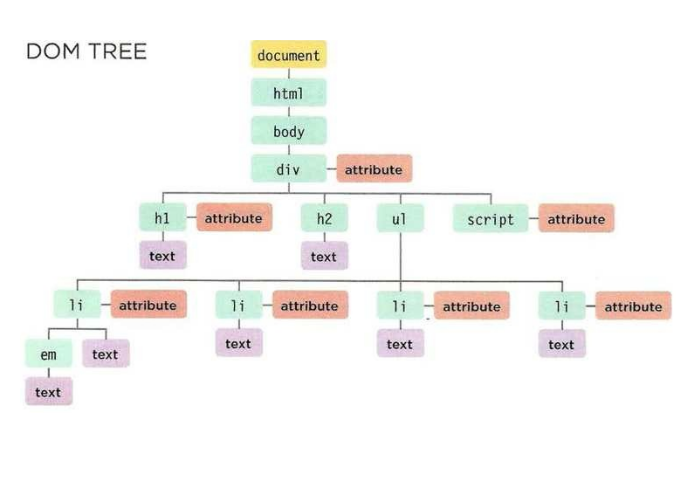 DOM TREE
document
html
body
div attribute
h1 attribute h2 ul script attribute
text text
li attribute li attribute li attribute li attribute
em text text text text
text